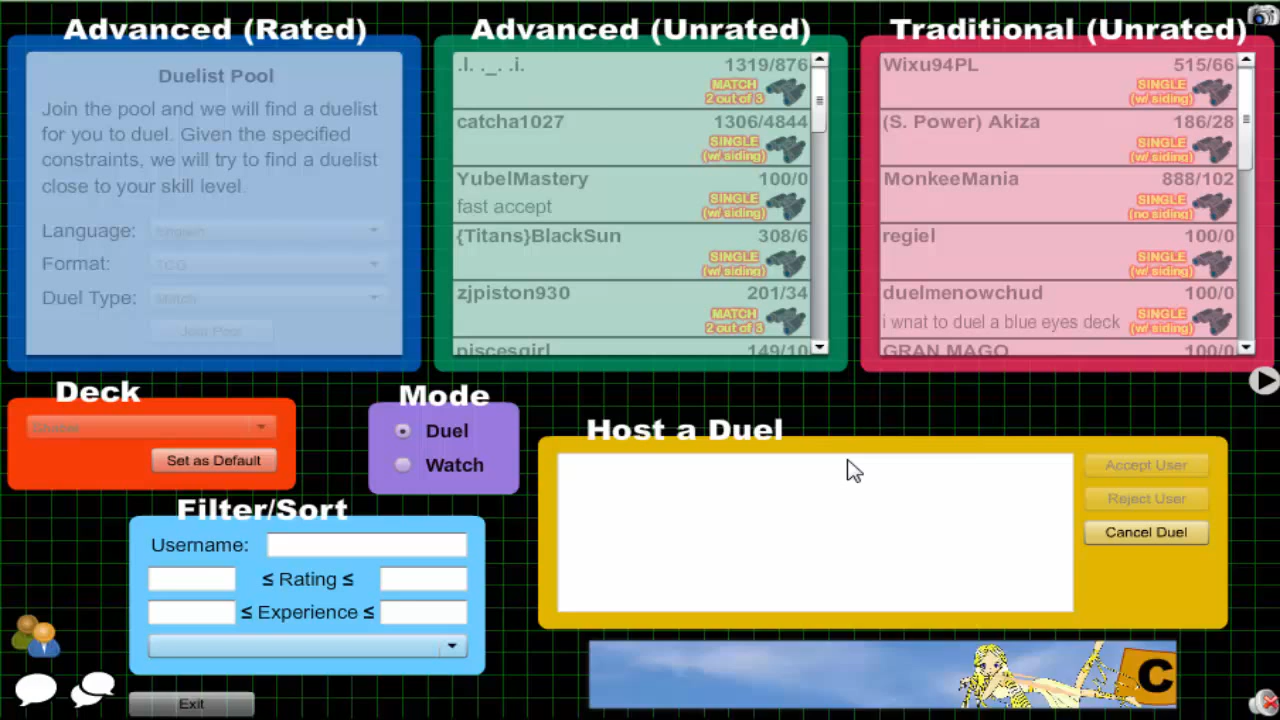 Advanced (Rated)
Duelist Pool
Join the pool and we will find a duelist
for you to duel. Given the specified
constraints, we will try to find a duelist
close to your skill level.
Language: English
Format: TCG
Duel Type: Match
Join Pool
Advanced (Unrated)
.l. ._. .i. 1319/876
MATCH
2 out of 3
catcha1027 1306/4844
SINGLE
(w/ siding)
YubelMastery 100/0
fast accept
SINGLE
(w/ siding)
{Titans}BlackSun 308/6
SINGLE
(w/ siding)
zjpiston930 201/34
MATCH
2 out of 3
piscesgirl 149/10
Traditional (Unrated)
Wixu94PL 515/66
SINGLE
(w/ siding)
(S. Power) Akiza 186/28
SINGLE
(w/ siding)
MonkeeMania 888/102
SINGLE
(no siding)
regiel 100/0
SINGLE
(w/ siding)
duelmenowchud 100/0
i wnat to duel a blue eyes deck
SINGLE
(w/ siding)
GRAN MAGO 100/0
Deck
Set as Default
Mode
Duel
Watch
Host a Duel
Accept User
Reject User
Cancel Duel
Filter/Sort
Username:
≤ Rating ≤
≤ Experience ≤
Exit
C